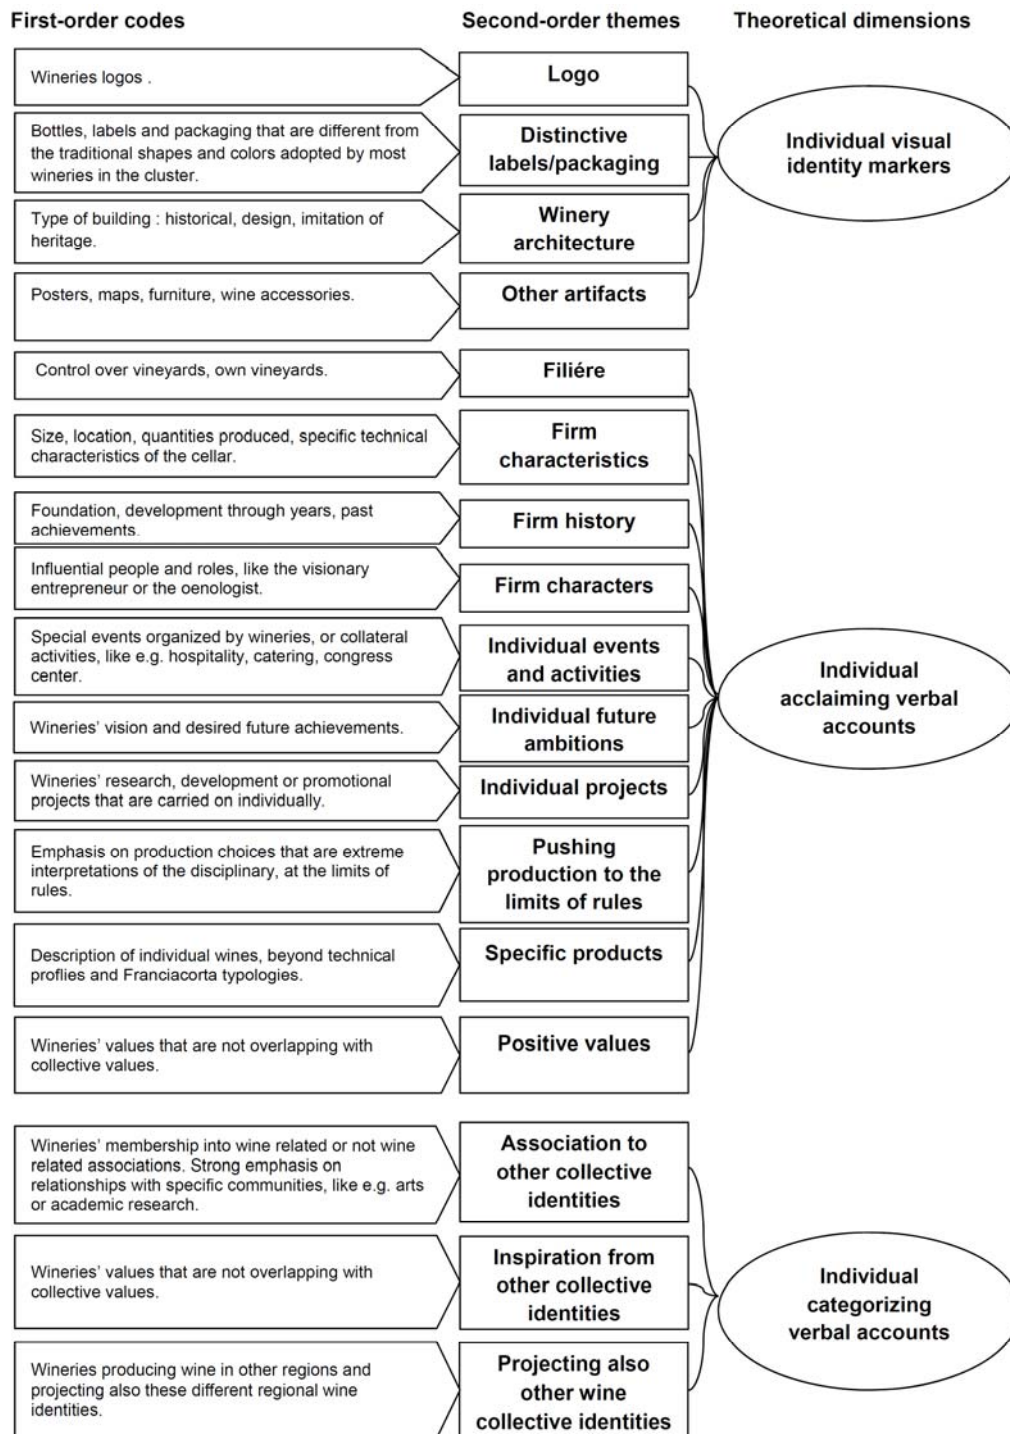 First-order codes
Second-order themes
Theoretical dimensions
Wineries logos .
Logo
Bottles, labels and packaging that are different from
the traditional shapes and colors adopted by most
wineries in the cluster.
Distinctive
labels/packaging
Individual visual
identity markers
Type of building : historical, design, imitation of
heritage.
Winery
architecture
Posters, maps, furniture, wine accessories.
Other artifacts
Control over vineyards, own vineyards.
Filiére
Size, location, quantities produced, specific technical
characteristics of the cellar.
Firm
characteristics
Foundation, development through years, past
achievements.
Firm history
Influential people and roles, like the visionary
entrepreneur or the oenologist.
Firm characters
Special events organized by wineries, or collateral
activities, like e.g. hospitality, catering, congress
center.
Individual events
and activities
Individual
acclaiming verbal
accounts
Wineries’ vision and desired future achievements.
Individual future
ambitions
Wineries’ research, development or promotional
projects that are carried on individually.
Individual projects
Emphasis on production choices that are extreme
interpretations of the disciplinary, at the limits of
rules.
Pushing
production to the
limits of rules
Description of individual wines, beyond technical
proflies and Franciacorta typologies.
Specific products
Wineries’ values that are not overlapping with
collective values.
Positive values
Wineries’ membership into wine related or not wine
related associations. Strong emphasis on
relationships with specific communities, like e.g. arts
or academic research.
Association to
other collective
identities
Wineries’ values that are not overlapping with
collective values.
Inspiration from
other collective
identities
Individual
categorizing
verbal accounts
Wineries producing wine in other regions and
projecting also these different regional wine
identities.
Projecting also
other wine
collective identities